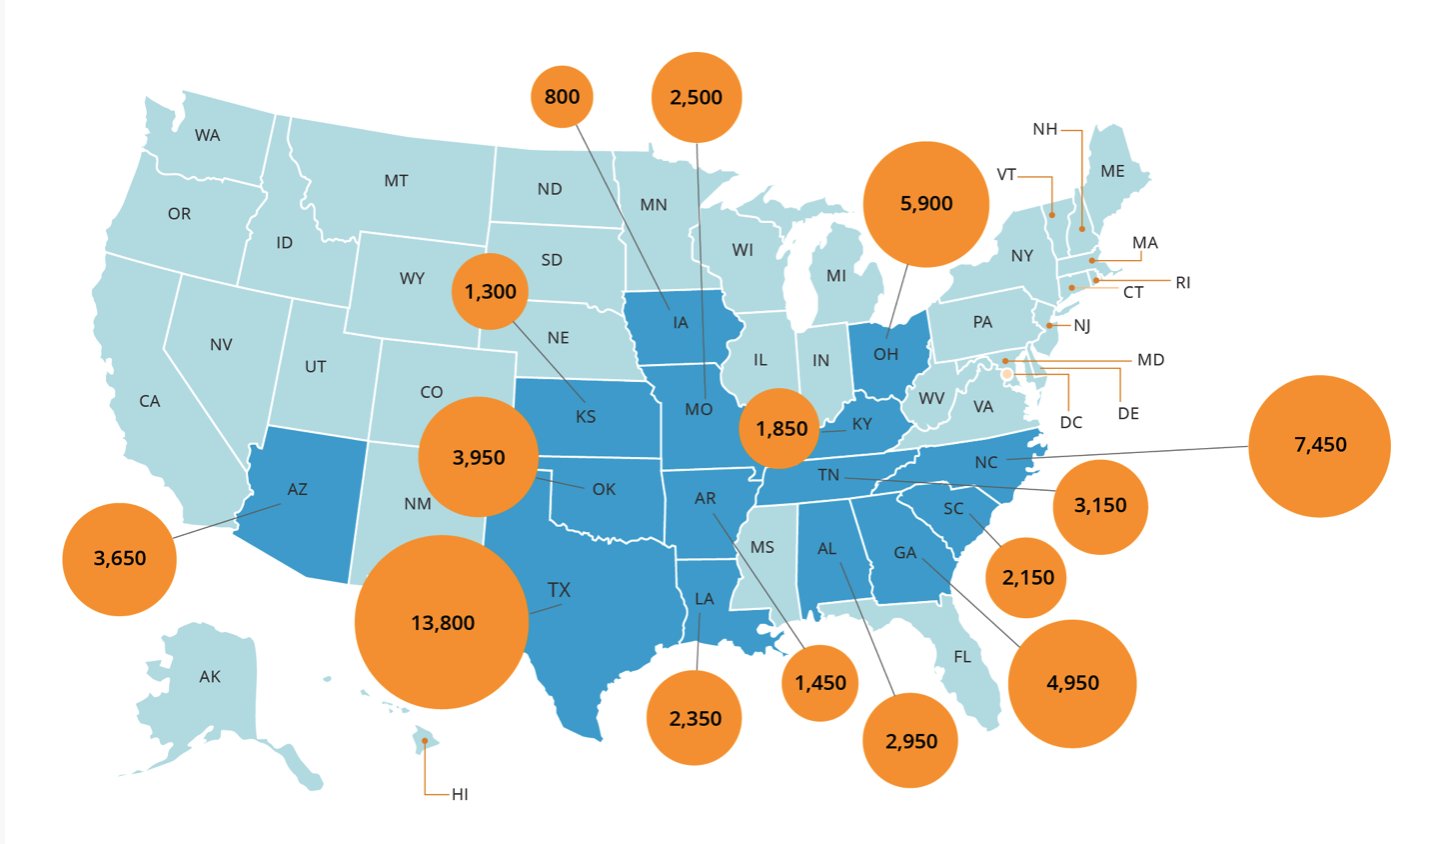 800
2,500
NH
WA
5,900
VT
ME
MT
ND
MN
OR
ID
MA
WI
NY
SD
MI
WY
RI
1,300
CT
IA
PA
NJ
NE
NV
OH
IL
IN
MD
UT
CO
WV
CA
VA
MO
DE
KS
DC
KY
1,850
7,450
3,950
NC
TN
AZ
OK
AR
NM
3,150
SC
MS
AL
GA
3,650
2,150
TX
LA
13,800
FL
AK
1,450
4,950
2,350
2,950
HI